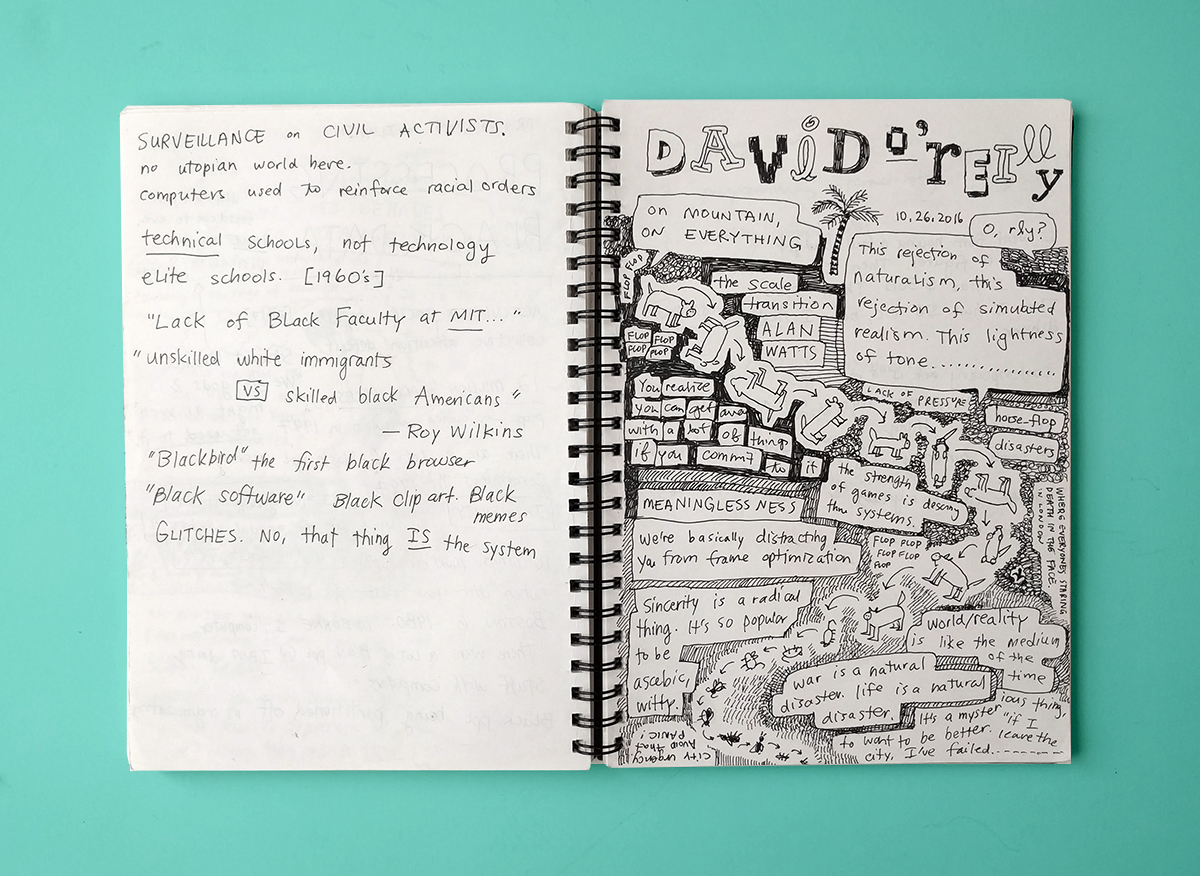 SURVEILLANCE on CIVIL ACTIVISTS.
no utopian world here.
computers used to reinforce racial orders
technical schools, not technology
elite schools. [1960's]
"Lack of Black Faculty at MIT..."
"unskilled white immigrants
vs skilled black Americans"
— Roy Wilkins
"Blackbird" the first black browser
"Black software" Black clip art. Black
memes
GLITCHES. NO, that thing IS the system
DAViD O'REIlly
10.26.2016
ON MOUNTAIN,
ON EVERYTHING
O, rly?
This rejection of
naturalism, this
rejection of simulated
realism. This lightness
of tone..................
FLOP FLOP
the scale
transition
ALAN
WATTS
FLOP FLOP
FLOP FLOP
LACK OF PRESSURE
horse-flop
disasters
You realize
you can get
with a lot of things
if you commit to it
the strength
of games is
systems.
WHERE EVERYONE'S STARING
DEATH IN THE FACE.
MEANINGLESSNESS
we're basically distracting
you from frame optimization
FLOP FLOP
FLOP FLOP
FLOP
Sincerity is a radical
thing. It's so popular
to be
ascebic,
witty.
world/reality
is like the medium
of the
time
war is a natural
disaster. life is a natural
disaster.
It's a mysterious thing,
to want to be better. "if I leave the
city, I've failed.
CITY URGENCY
AVOID THAT
PANIC.